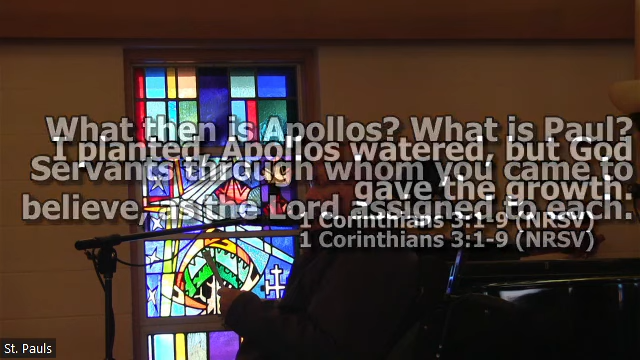 What then is Apollos? What is Paul?
Servants through whom you came to
believe, as the Lord assigned to each.
1 Corinthians 3:1-9 (NRSV)
I planted, Apollos watered, but God
gave the growth.
1 Corinthians 3:1-9 (NRSV)
St. Pauls